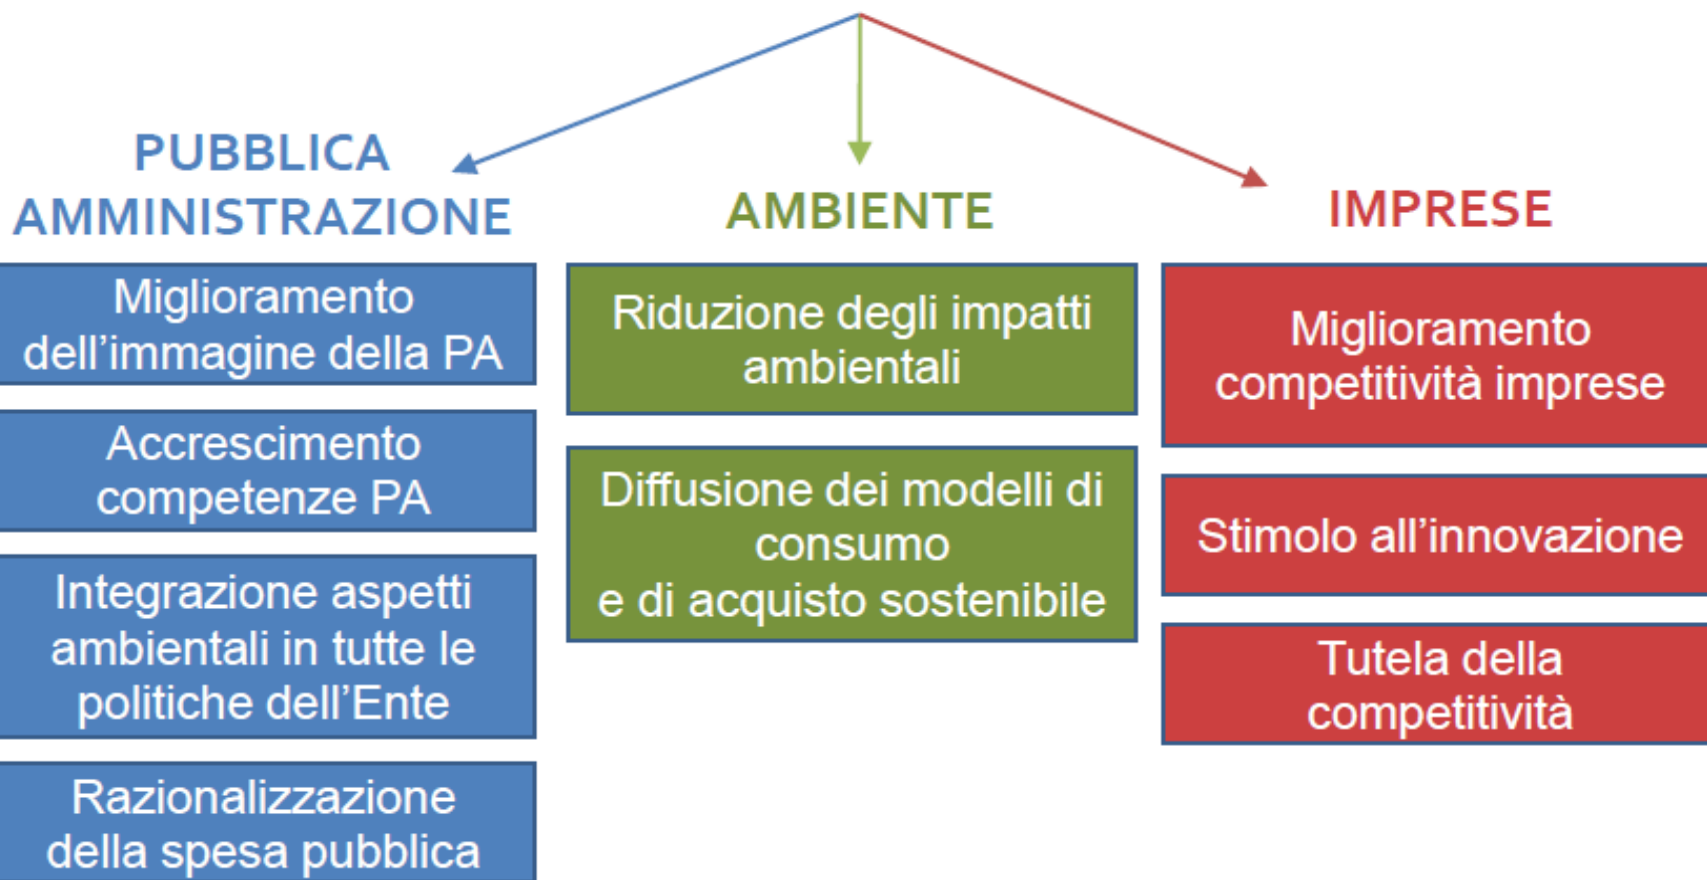 PUBBLICA
AMMINISTRAZIONE
Miglioramento
dell’immagine della PA
Accrescimento
competenze PA
Integrazione aspetti
ambientali in tutte le
politiche dell’Ente
Razionalizzazione
della spesa pubblica
AMBIENTE
Riduzione degli impatti
ambientali
Diffusione dei modelli di
consumo
e di acquisto sostenibile
IMPRESE
Miglioramento
competitività imprese
Stimolo all’innovazione
Tutela della
competitività